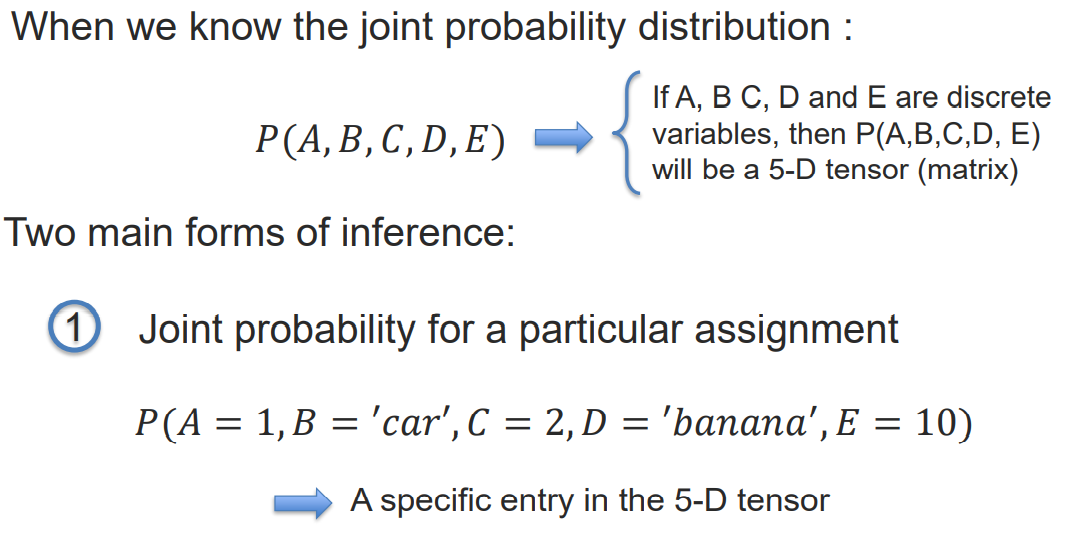 When we know the joint probability distribution :
P(A, B, C, D, E)
If A, B C, D and E are discrete
variables, then P(A,B,C,D, E)
will be a 5-D tensor (matrix)
Two main forms of inference:
1 Joint probability for a particular assignment
P(A = 1, B = 'car', C = 2, D = 'banana', E = 10)
A specific entry in the 5-D tensor